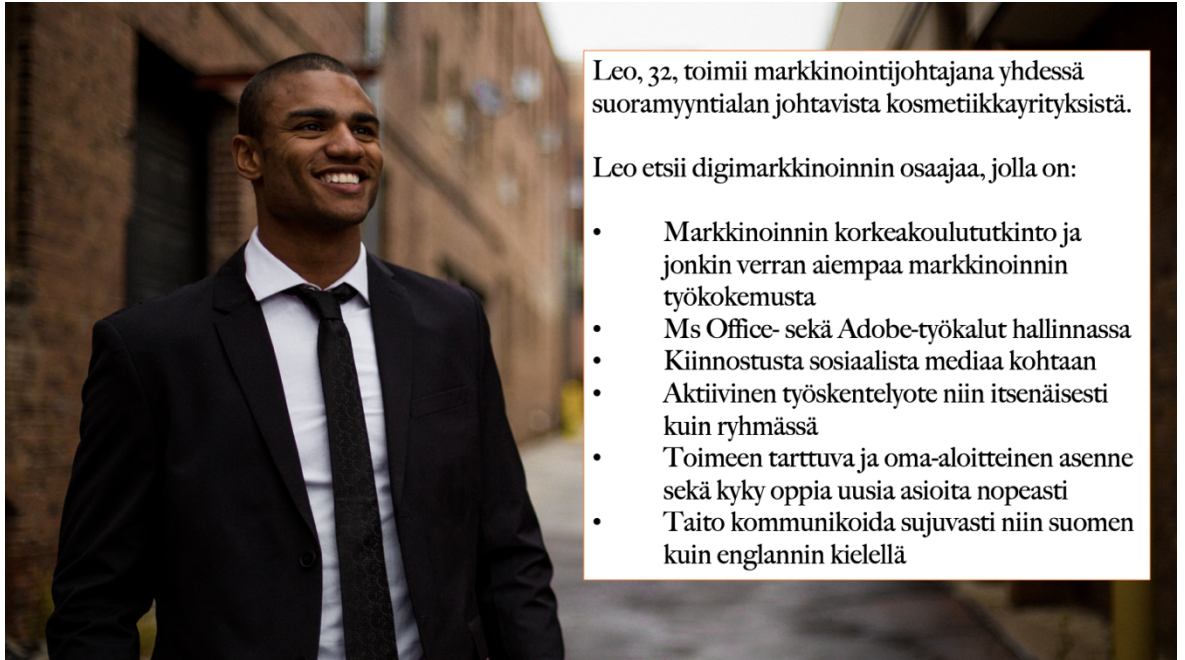 Leo, 32, toimii markkinointijohtajana yhdessä
suoramyyntialan johtavista kosmetiikkayrityksistä.
Leo etsii digimarkkinoinnin osaajaa, jolla on:
• Markkinoinnin korkeakoulututkinto ja
jonkin verran aiempaa markkinoinnin
työkokemusta
• Ms Office- sekä Adobe-työkalut hallinnassa
• Kiinnostusta sosiaalista mediaa kohtaan
• Aktiivinen työskentelyote niin itsenäisesti
kuin ryhmässä
• Toimeen tarttuva ja oma-aloitteinen asenne
sekä kyky oppia uusia asioita nopeasti
• Taito kommunikoida sujuvasti niin suomen
kuin englannin kielellä